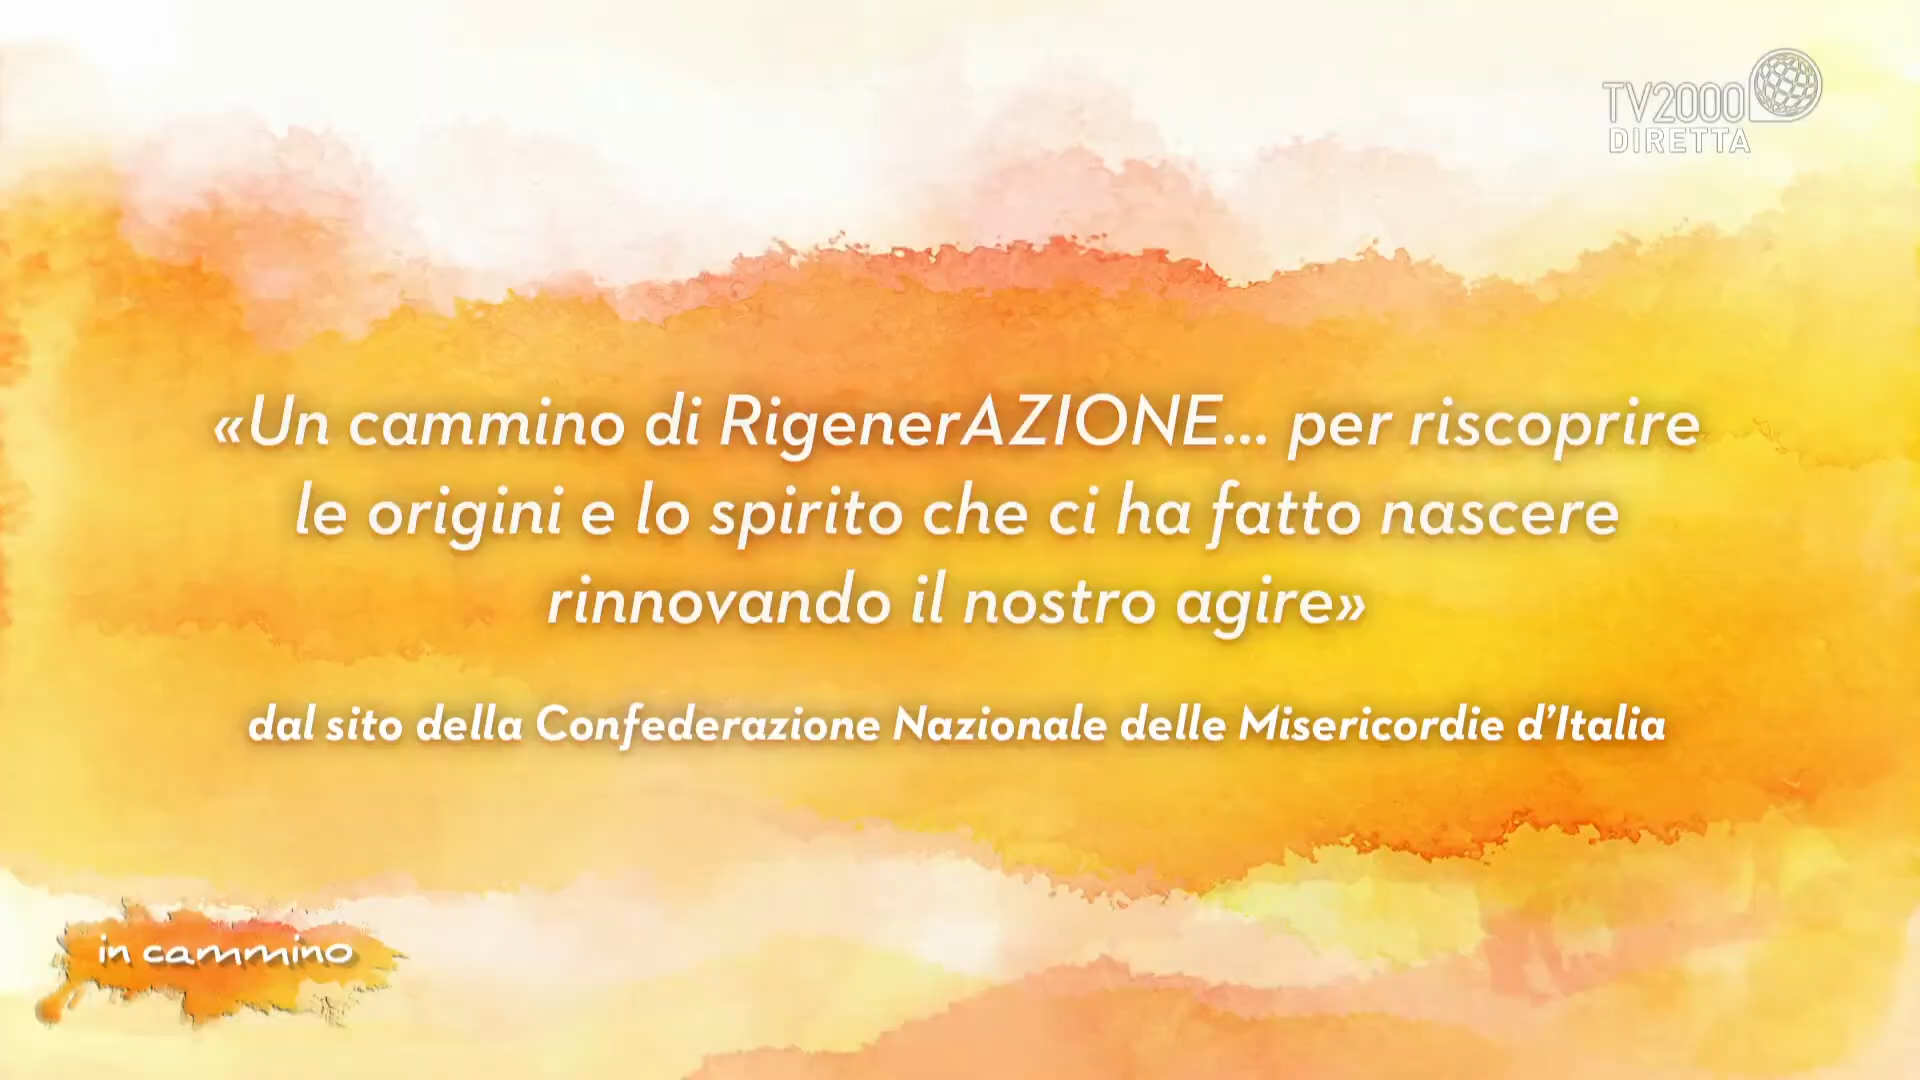 TV2000
DIRETTA
«Un cammino di RigenerAZIONE... per riscoprire
le origini e lo spirito che ci ha fatto nascere
rinnovando il nostro agire»
dal sito della Confederazione Nazionale delle Misericordie d'Italia
in cammino